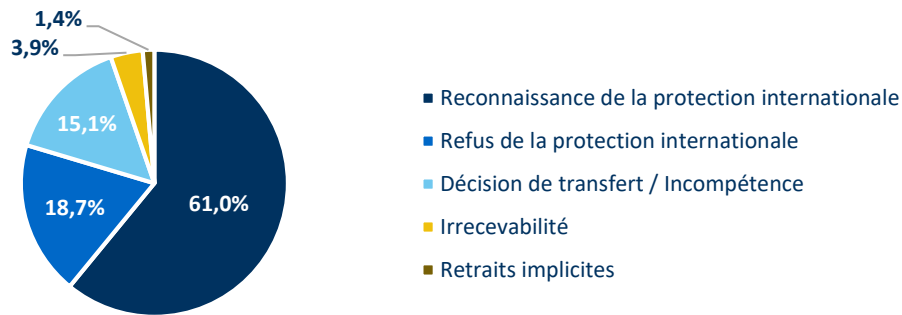 1,4%
3,9%
15,1%
18,7%
61,0%
Reconnaissance de la protection internationale
Refus de la protection internationale
Décision de transfert / Incompétence
Irrecevabilité
Retraits implicites